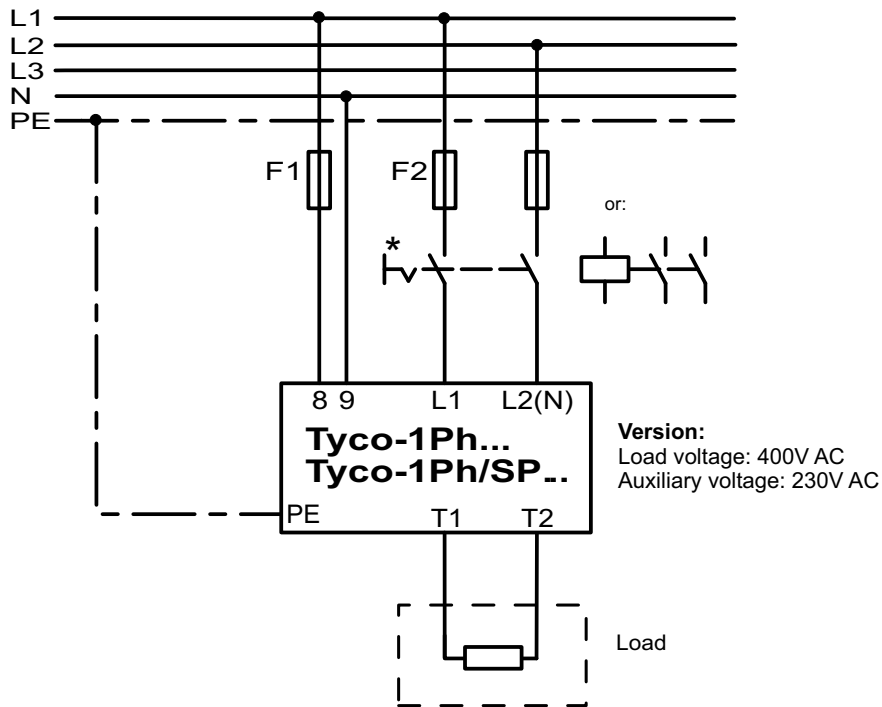 L1
L2
L3
N
PE
F1
F2
or:
*
8 9 L1 L2(N)
Tyco-1Ph...
Tyco-1Ph/SP...
PE T1 T2
Version:
Load voltage: 400V AC
Auxiliary voltage: 230V AC
Load